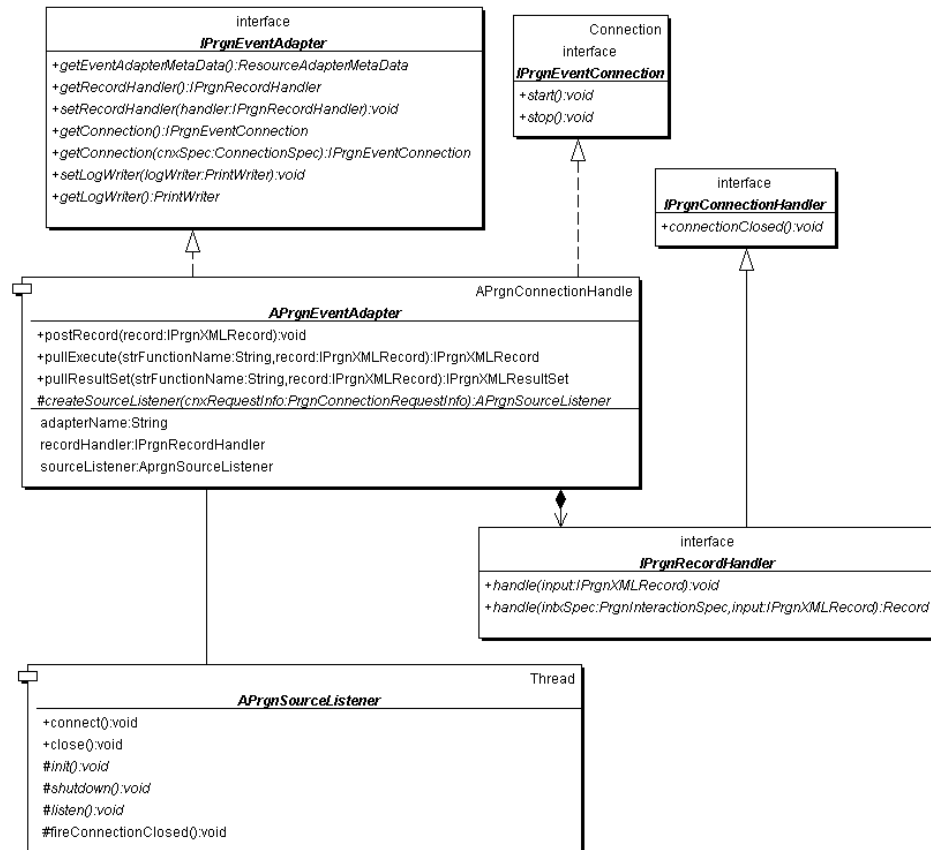 interface
IPrgnEventAdapter
+getEventAdapterMetaData():ResourceAdapterMetaData
+getRecordHandler():IPrgnRecordHandler
+setRecordHandler(handler:IPrgnRecordHandler):void
+getConnection():IPrgnEventConnection
+getConnection(cnxSpec:ConnectionSpec):IPrgnEventConnection
+setLogWriter(logWriter:PrintWriter):void
+getLogWriter():PrintWriter
Connection
interface
IPrgnEventConnection
+start():void
+stop():void
interface
IPrgnConnectionHandler
+connectionClosed():void
APrgnConnectionHandle
APrgnEventAdapter
+postRecord(record:IPrgnXMLRecord):void
+pullExecute(strFunctionName:String,record:IPrgnXMLRecord):IPrgnXMLRecord
+pullResultSet(strFunctionName:String,record:IPrgnXMLRecord):IPrgnXMLResultSet
#createSourceListener(cnxRequestInfo:PrgnConnectionRequestInfo):APrgnSourceListener
adapterName:String
recordHandler:IPrgnRecordHandler
sourceListener:AprgnSourceListener
interface
IPrgnRecordHandler
+handle(input:IPrgnXMLRecord):void
+handle(intxSpec:PrgnInteractionSpec,input:IPrgnXMLRecord):Record
Thread
APrgnSourceListener
+connect():void
+close():void
#init():void
#shutdown():void
#listen():void
#fireConnectionClosed():void